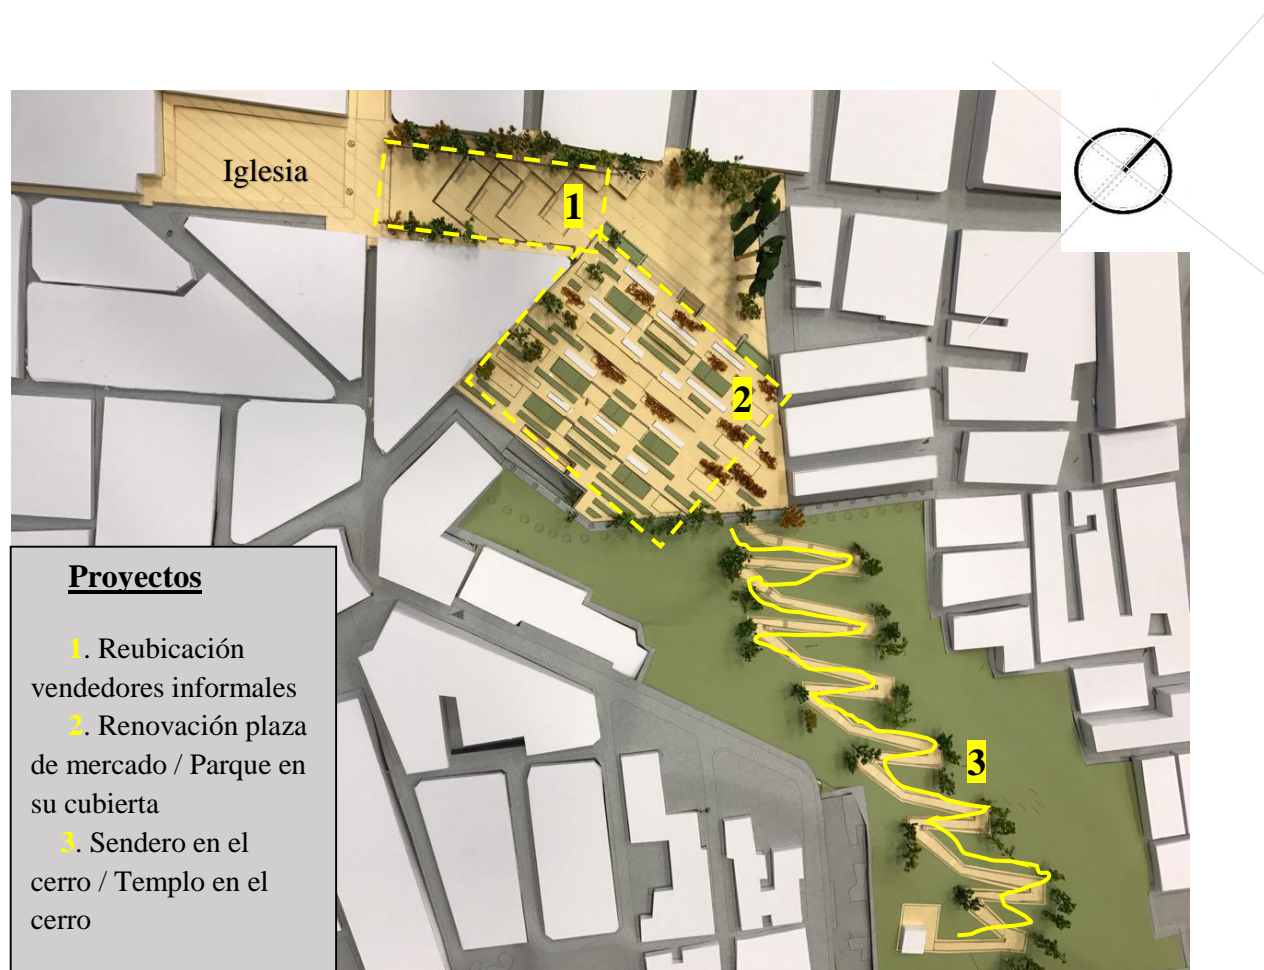 Iglesia
1
2
3
Proyectos
1. Reubicación
vendedores informales
2. Renovación plaza
de mercado / Parque en
su cubierta
3. Sendero en el
cerro / Templo en el
cerro